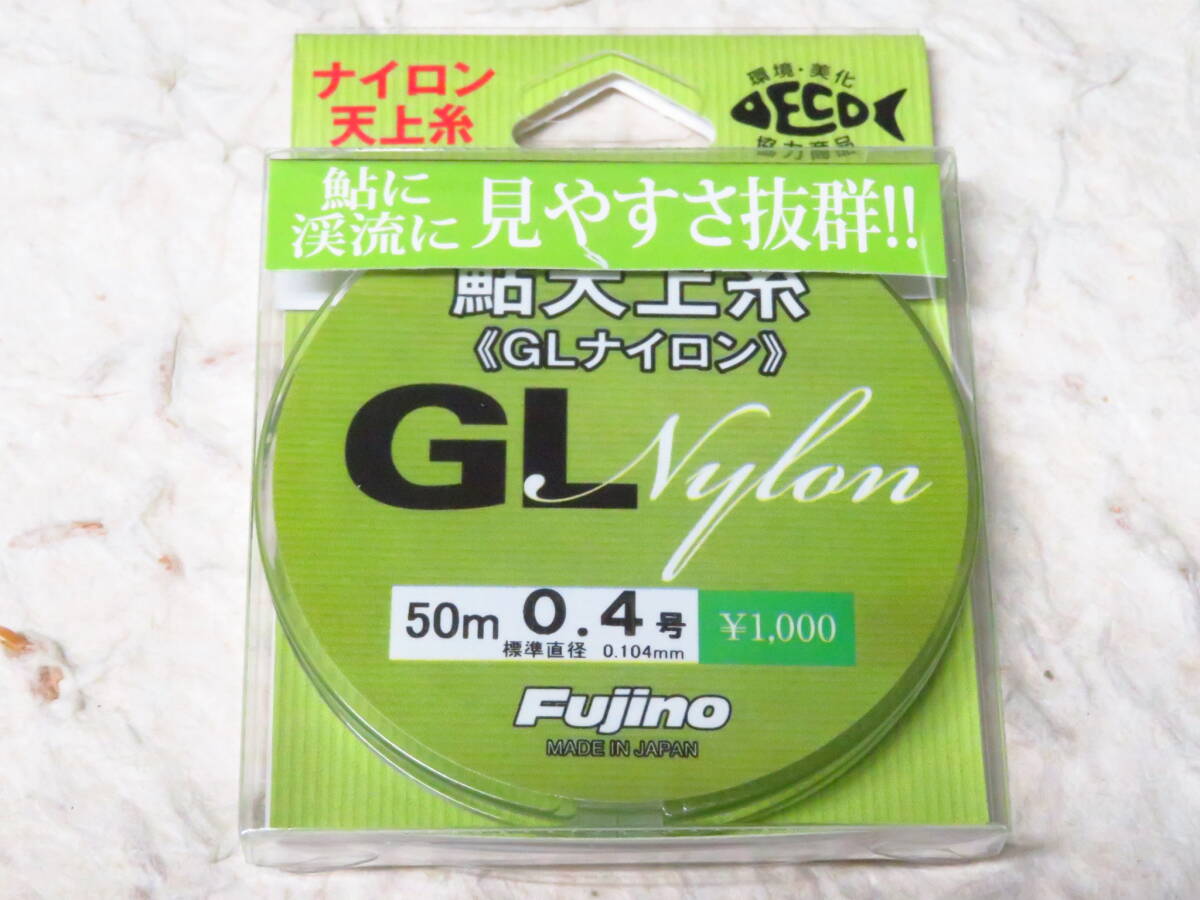 ナイロン
天上糸
環境・美化
ECO
協力商品
鮎に
渓流に
見やすさ抜群!!
鮎天上糸
《GLナイロン》
GL Nylon
50m 0.4号 ¥1,000
標準直径 0.104mm
Fujino
MADE IN JAPAN